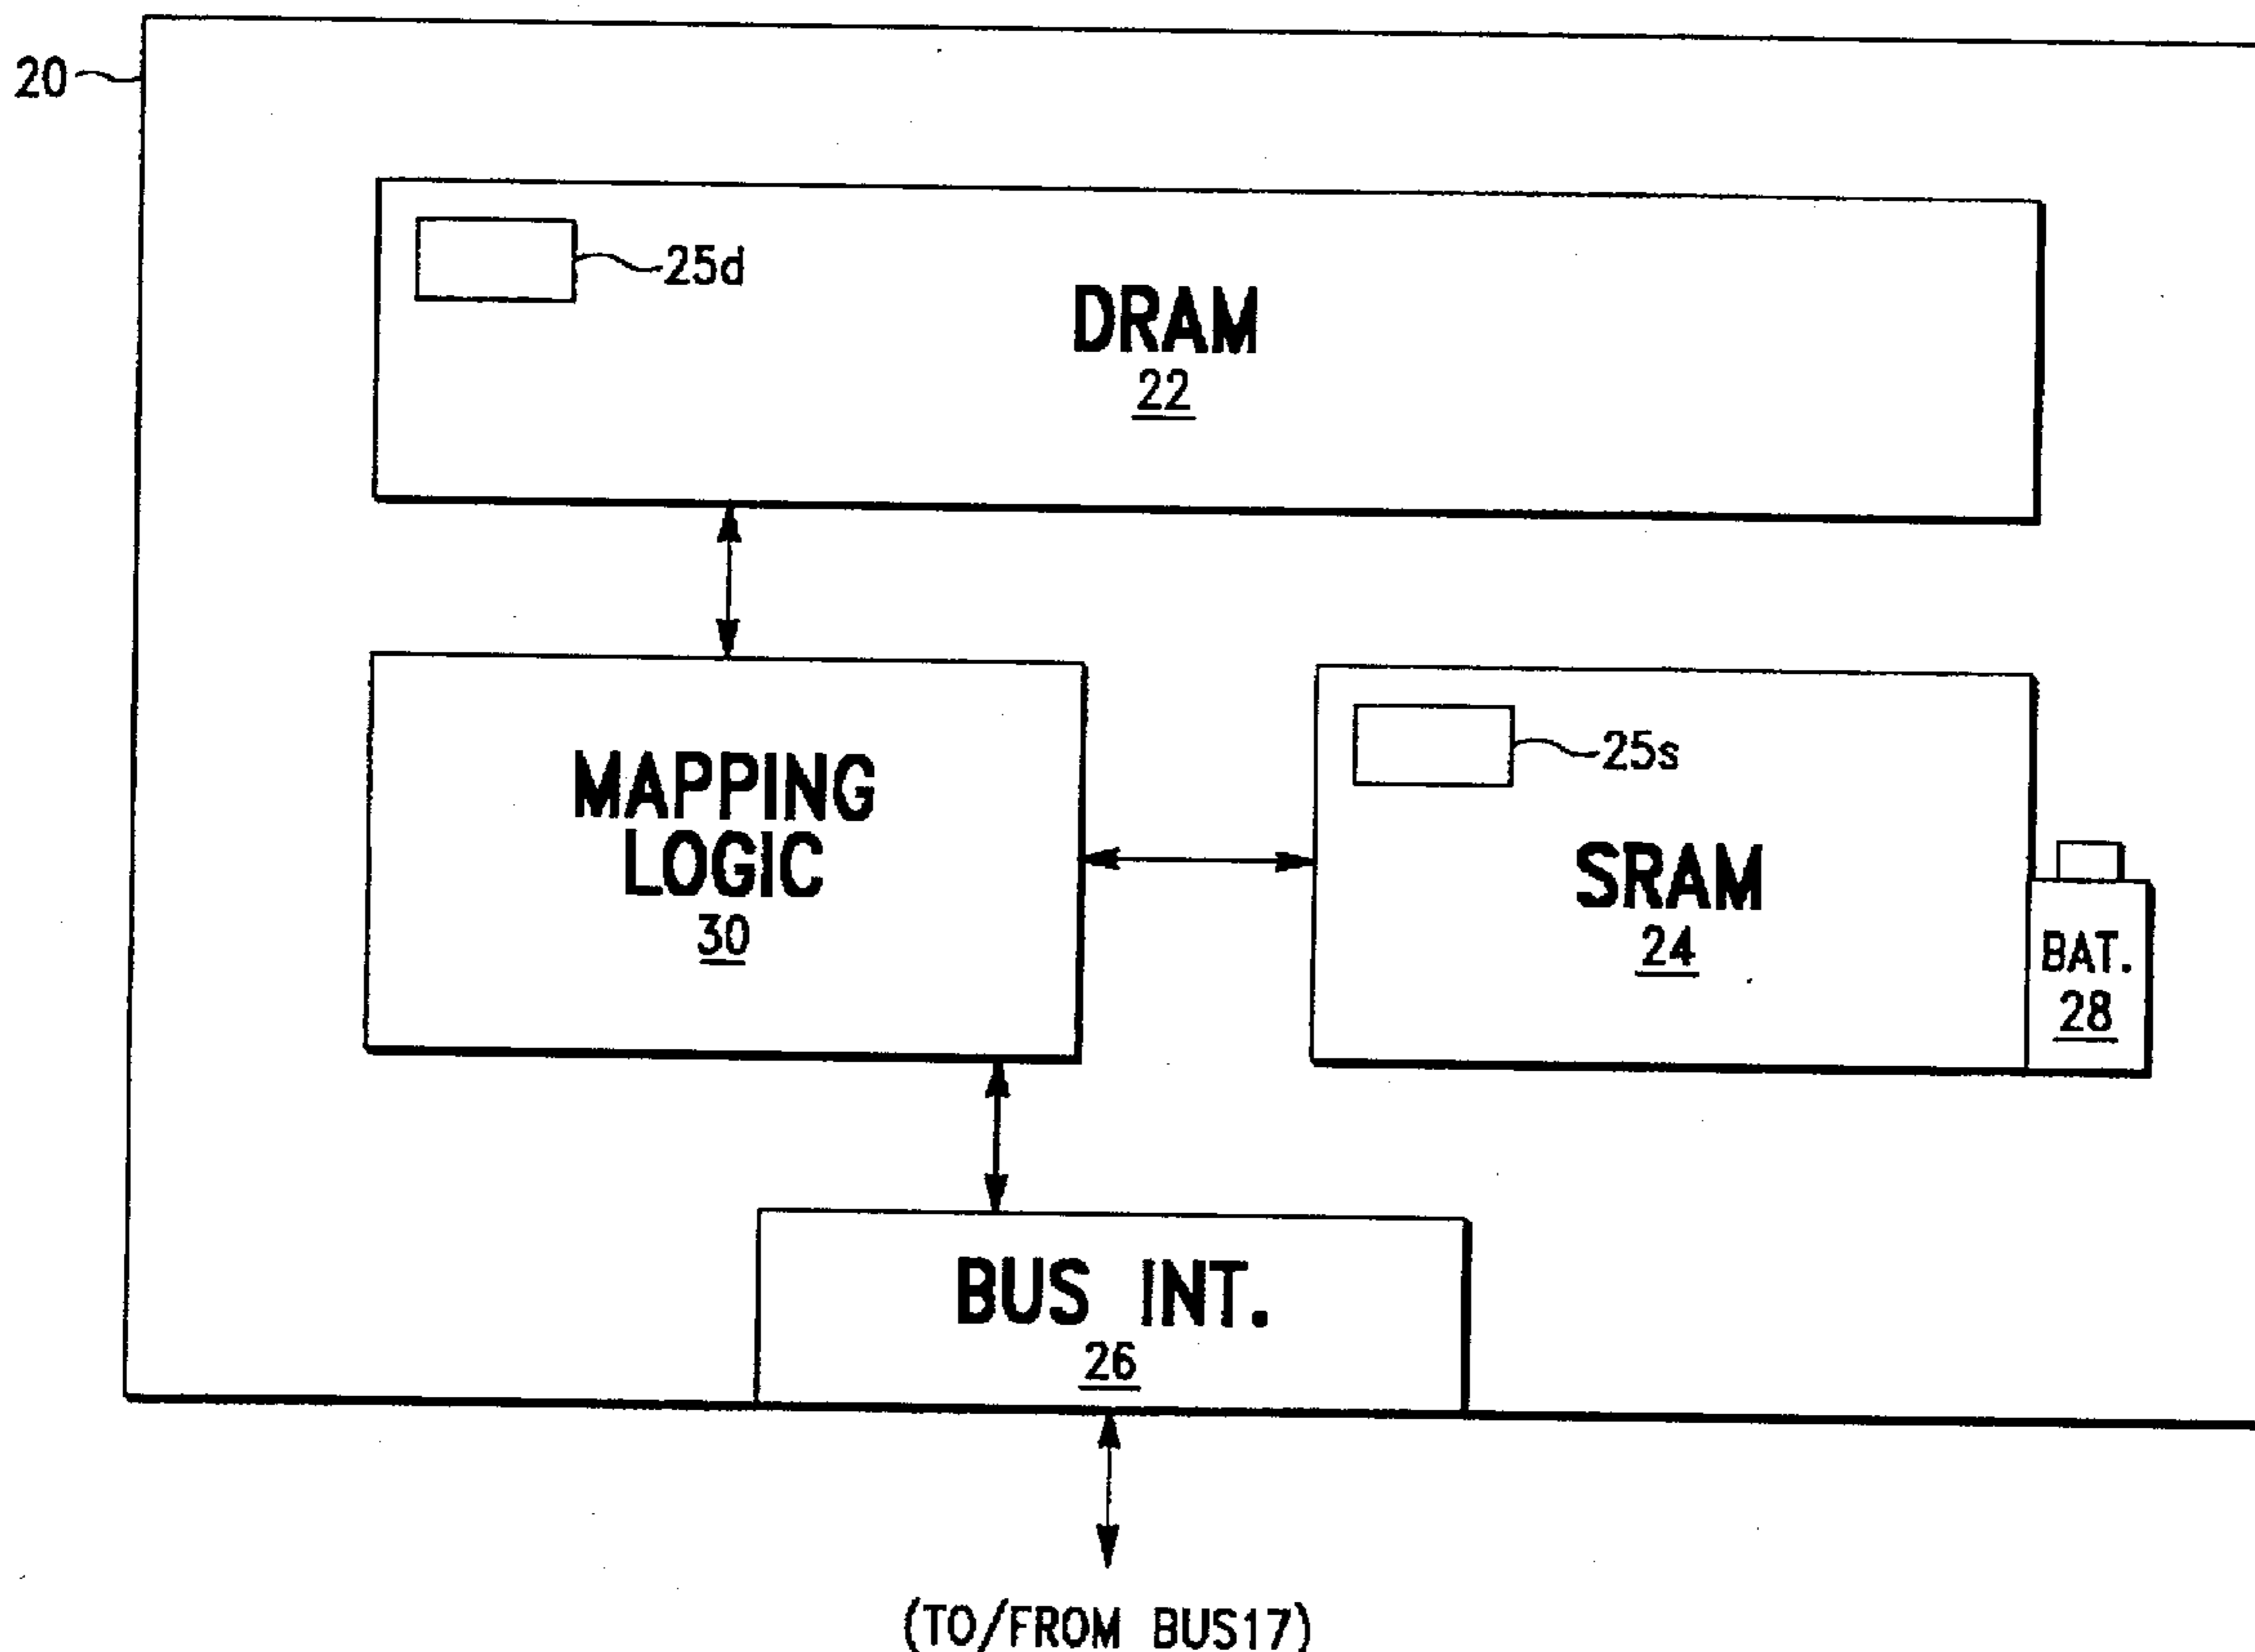 20
25d
DRAM
22
MAPPING
LOGIC
30
25s
SRAM
24
BAT.
28
BUS INT.
26
(TO/FROM BUS17)